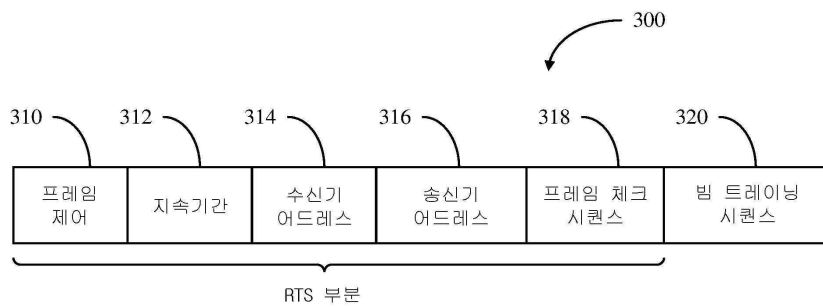 300
310
312
314
316
318
320
프레임
제어
지속기간
수신기
어드레스
송신기
어드레스
프레임 체크
시퀀스
빔 트레이닝
시퀀스
RTS 부분